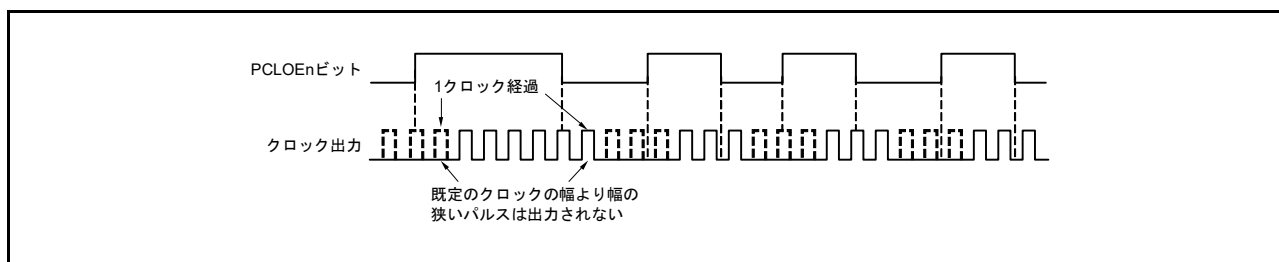 PCLOEnビット
1クロック経過
クロック出力
既定のクロックの幅より幅の
狭いパルスは出力されない